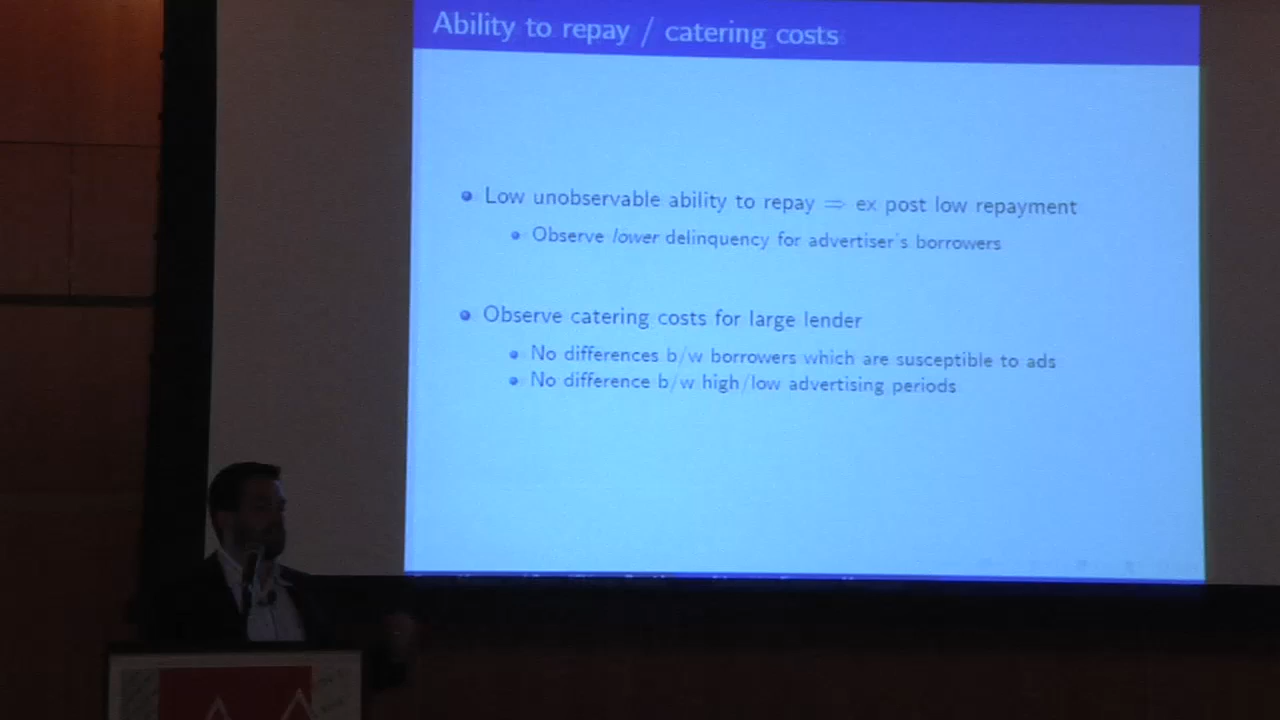 Ability to repay / catering costs
Low unobservable ability to repay ⇒ ex post low repayment
Observe lower delinquency for advertiser's borrowers
Observe catering costs for large lender
No differences b/w borrowers which are susceptible to ads
No difference b/w high/low advertising periods